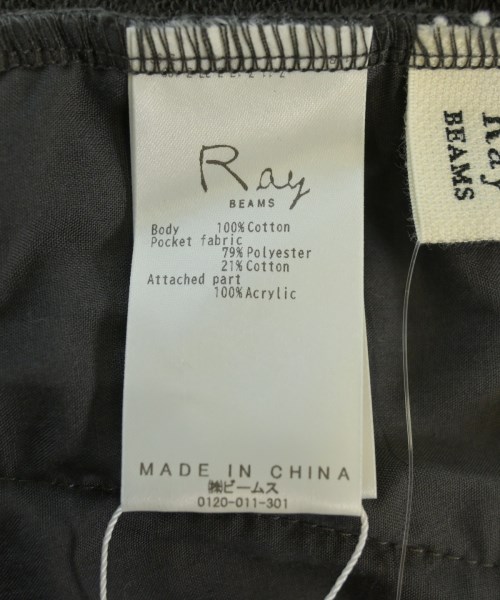 Ray
BEAMS
Body 100% Cotton
Pocket fabric
79% Polyester
21% Cotton
Attached part
100% Acrylic
MADE IN CHINA
㈱ビームス
0120-011-301
Ray
BEAMS